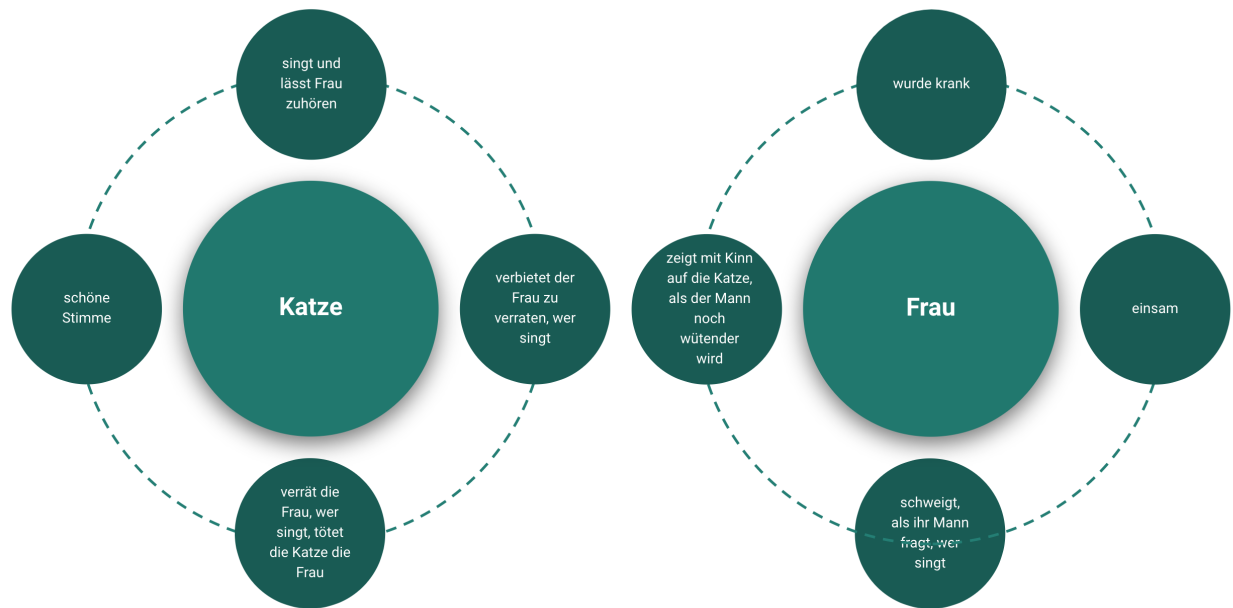 singt und
lässt Frau
zuhören
schöne
Stimme
Katze
verbietet der
Frau zu
verraten, wer
singt
verrät die
Frau, wer
singt, tötet
die Katze die
Frau
wurde krank
zeigt mit Kinn
auf die Katze,
als der Mann
noch
wütender
wird
Frau
einsam
schweigt,
als ihr Mann
fragt, wer
singt